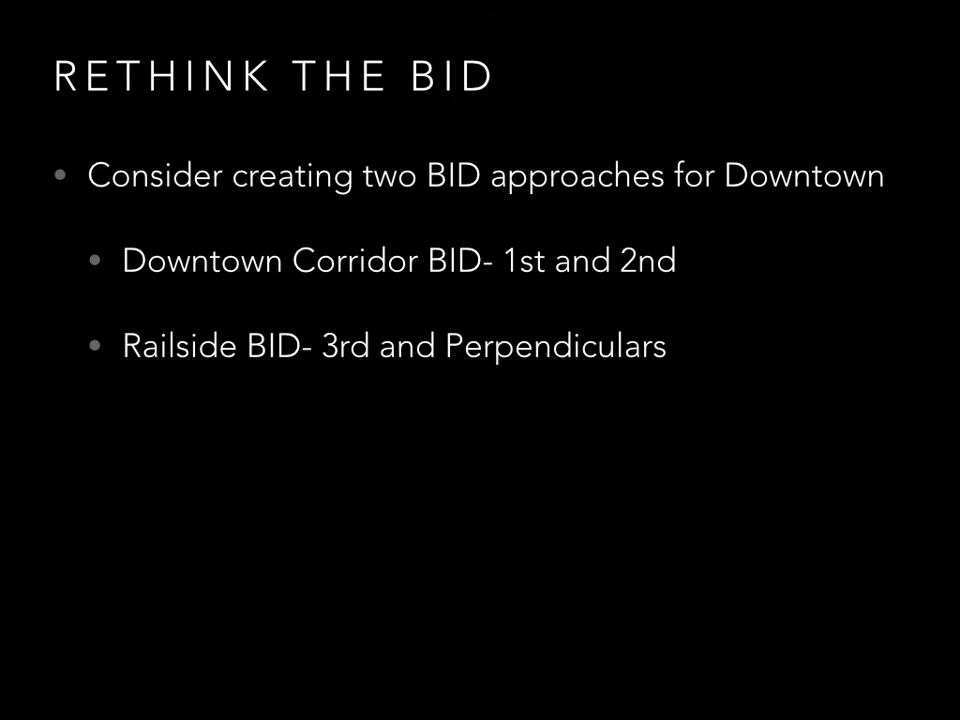 RETHINK THE BID
• Consider creating two BID approaches for Downtown
• Downtown Corridor BID- 1st and 2nd
• Railside BID- 3rd and Perpendiculars